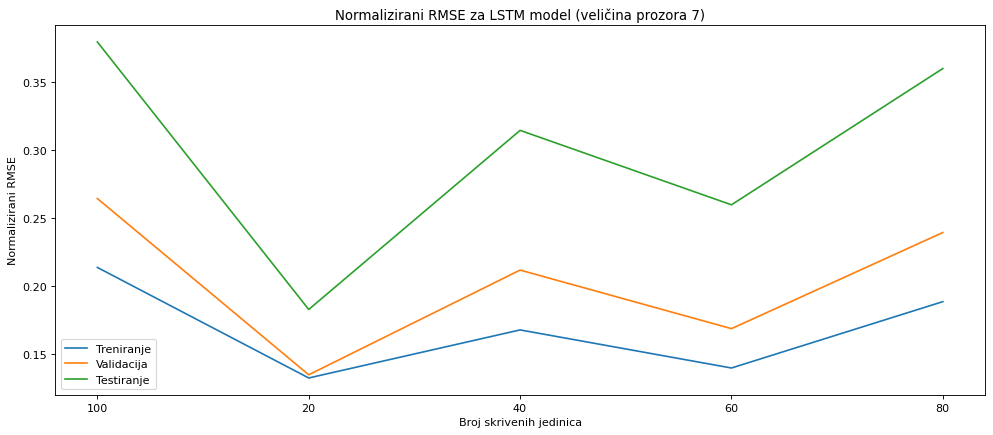 Normalizirani RMSE za LSTM model (veličina prozora 7)
Normalizirani RMSE
0.35
0.30
0.25
0.20
0.15
Treniranje
Validacija
Testiranje
100 20 40 60 80
Broj skrivenih jedinica